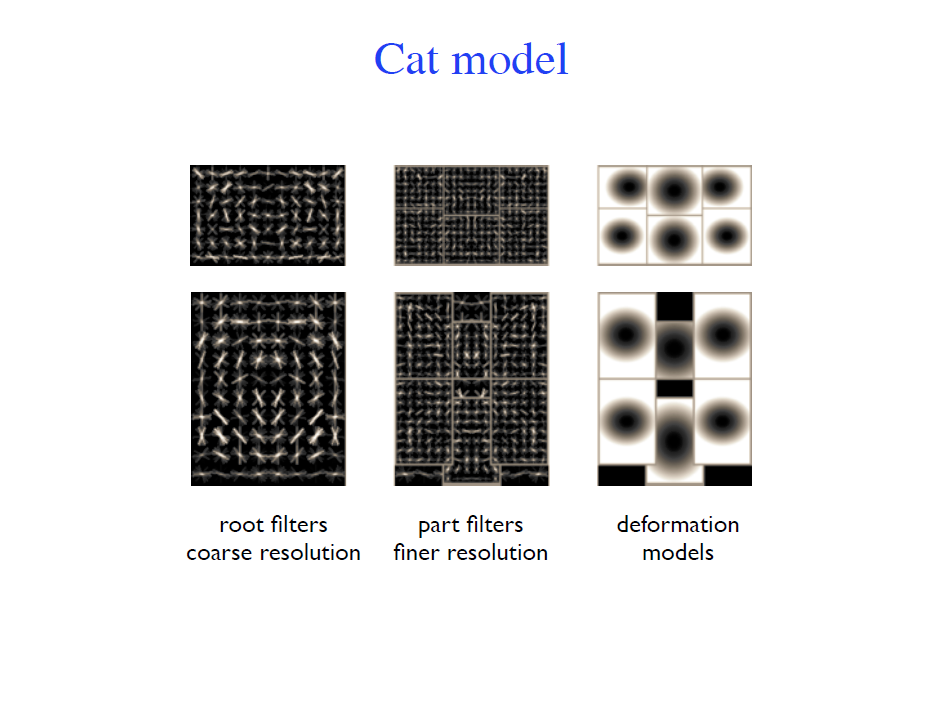 Cat model
root filters
coarse resolution
part filters
finer resolution
deformation
models